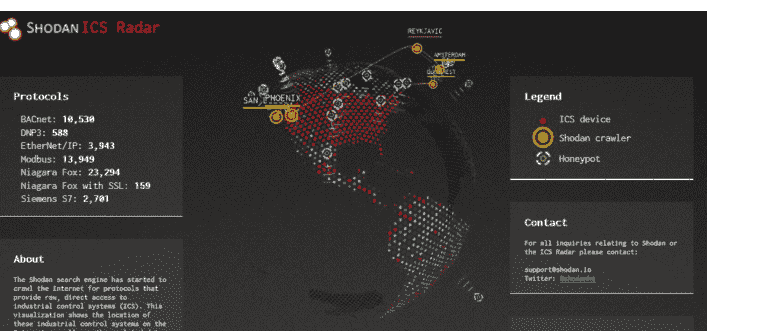 SHODAN ICS Radar
REYKJAVIC
AMSTERDAM
SAN PHOENIX
Protocols
BACnet: 10,530
DNP3: 588
EtherNet/IP: 3,943
Modbus: 13,949
Niagara Fox: 23,294
Niagara Fox with SSL: 159
Siemens S7: 2,701
About
The Shodan search engine has started to
crawl the Internet for protocols that
provide raw, direct access to
industrial control systems (ICS). This
visualization shows the location of
these industrial control systems on the
Legend
ICS device
Shodan crawler
Honeypot
Contact
For all inquiries relating to Shodan or
the ICS Radar please contact:
support@shodan.io
Twitter: